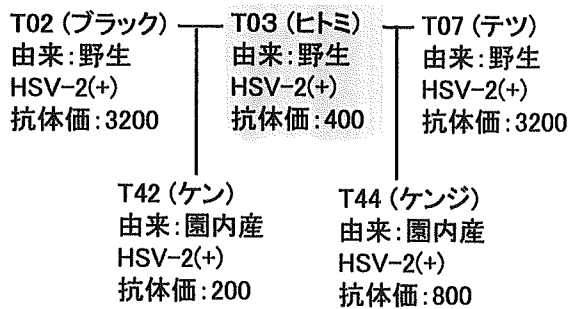 T02 (ブラック)
由来:野生
HSV-2(+)
抗体価:3200
T03 (ヒトミ)
由来:野生
HSV-2(+)
抗体価:400
T07 (テツ)
由来:野生
HSV-2(+)
抗体価:3200
T42 (ケン)
由来:園内産
HSV-2(+)
抗体価:200
T44 (ケンジ)
由来:園内産
HSV-2(+)
抗体価:800